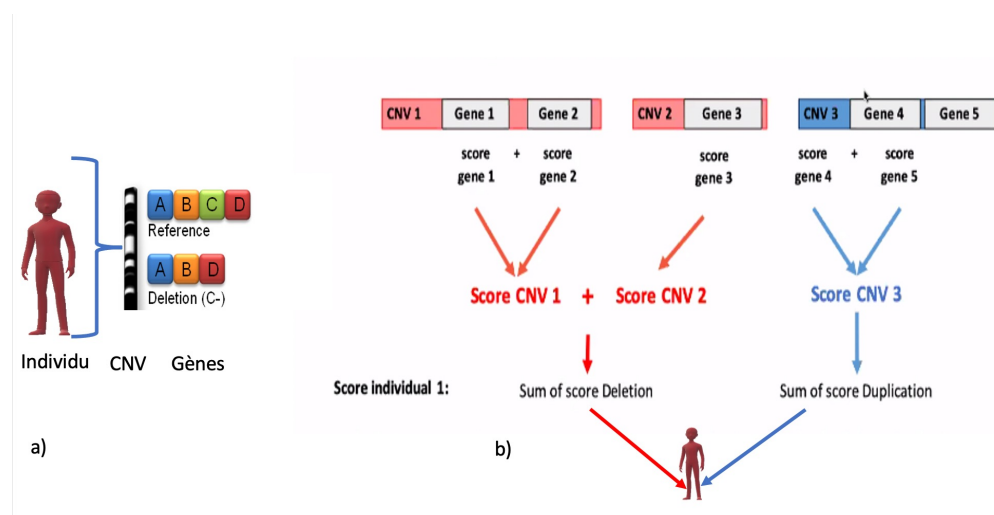 A B C D
Reference
A B D
Deletion (C-)
Individu CNV Gènes
a)
CNV 1 Gene 1 Gene 2 CNV 2 Gene 3 CNV 3 Gene 4 Gene 5
score + score score score + score
gene 1 gene 2 gene 3 gene 4 gene 5
Score CNV 1 + Score CNV 2 Score CNV 3
Score individual 1: Sum of score Deletion Sum of score Duplication
b)